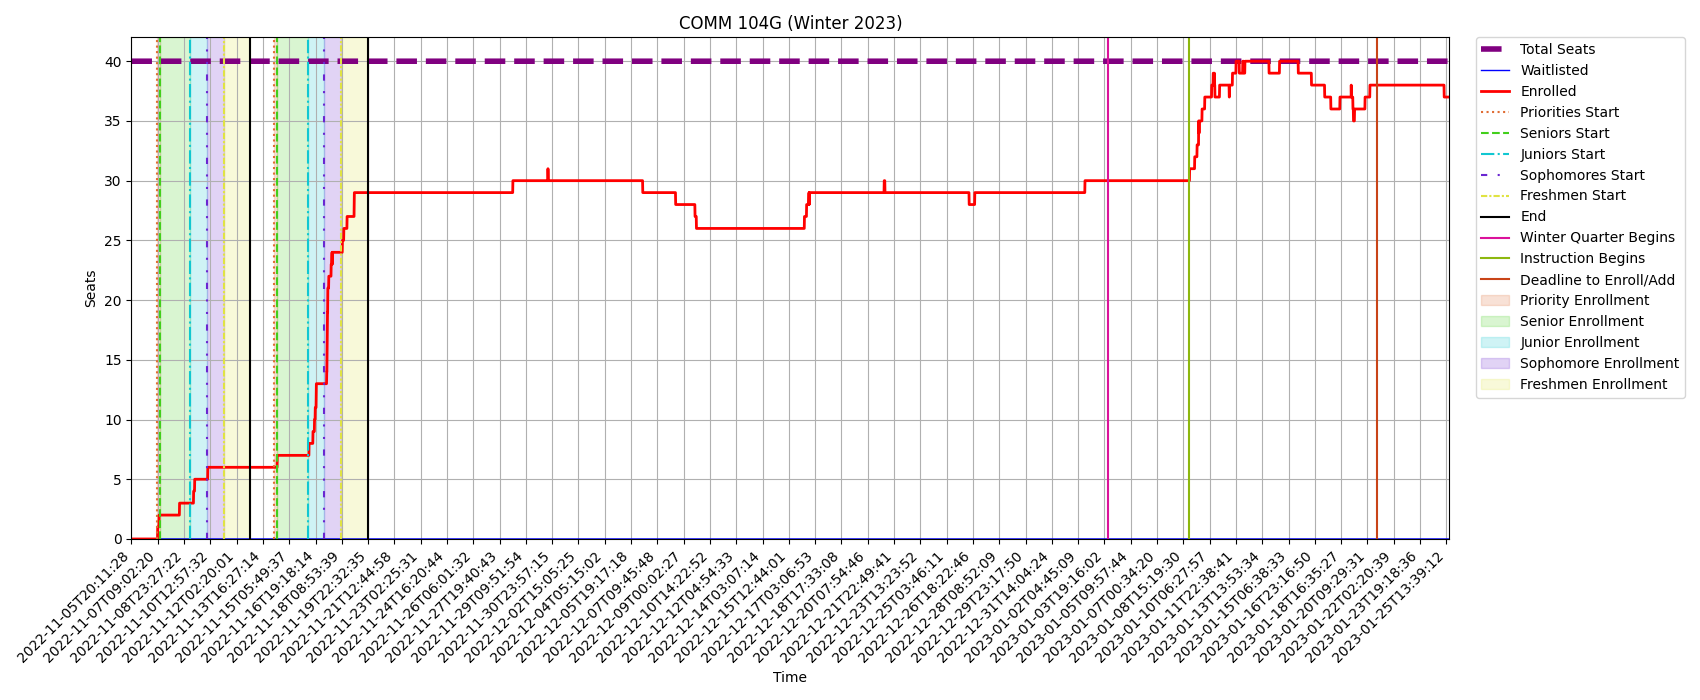 COMM 104G (Winter 2023)
Seats
40
35
30
25
20
15
10
5
0
2022-11-05T20:11:28
2022-11-07T09:02:20
2022-11-08T23:27:22
2022-11-10T12:57:32
2022-11-12T02:20:01
2022-11-13T16:27:14
2022-11-15T05:49:37
2022-11-16T19:18:14
2022-11-18T08:53:39
2022-11-19T22:32:35
2022-11-21T12:44:58
2022-11-23T02:25:31
2022-11-24T16:20:44
2022-11-26T06:01:32
2022-11-27T19:40:43
2022-11-29T09:51:54
2022-11-30T23:57:15
2022-12-02T15:05:25
2022-12-04T05:15:02
2022-12-05T19:17:18
2022-12-07T09:45:48
2022-12-09T00:02:27
2022-12-10T14:22:52
2022-12-12T04:54:33
2022-12-14T03:07:14
2022-12-15T12:44:01
2022-12-17T03:06:53
2022-12-18T17:33:08
2022-12-20T07:54:46
2022-12-21T22:49:41
2022-12-23T13:23:52
2022-12-25T03:46:11
2022-12-26T18:22:46
2022-12-28T08:52:09
2022-12-29T23:17:50
2022-12-31T14:04:24
2023-01-02T04:45:09
2023-01-03T19:16:02
2023-01-05T09:57:44
2023-01-07T00:34:20
2023-01-08T15:19:30
2023-01-10T06:27:57
2023-01-11T22:38:41
2023-01-13T13:53:34
2023-01-15T06:38:33
2023-01-16T23:16:50
2023-01-18T16:35:27
2023-01-20T09:29:31
2023-01-22T02:20:39
2023-01-23T19:18:36
2023-01-25T13:39:12
Time
Total Seats
Waitlisted
Enrolled
Priorities Start
Seniors Start
Juniors Start
Sophomores Start
Freshmen Start
End
Winter Quarter Begins
Instruction Begins
Deadline to Enroll/Add
Priority Enrollment
Senior Enrollment
Junior Enrollment
Sophomore Enrollment
Freshmen Enrollment